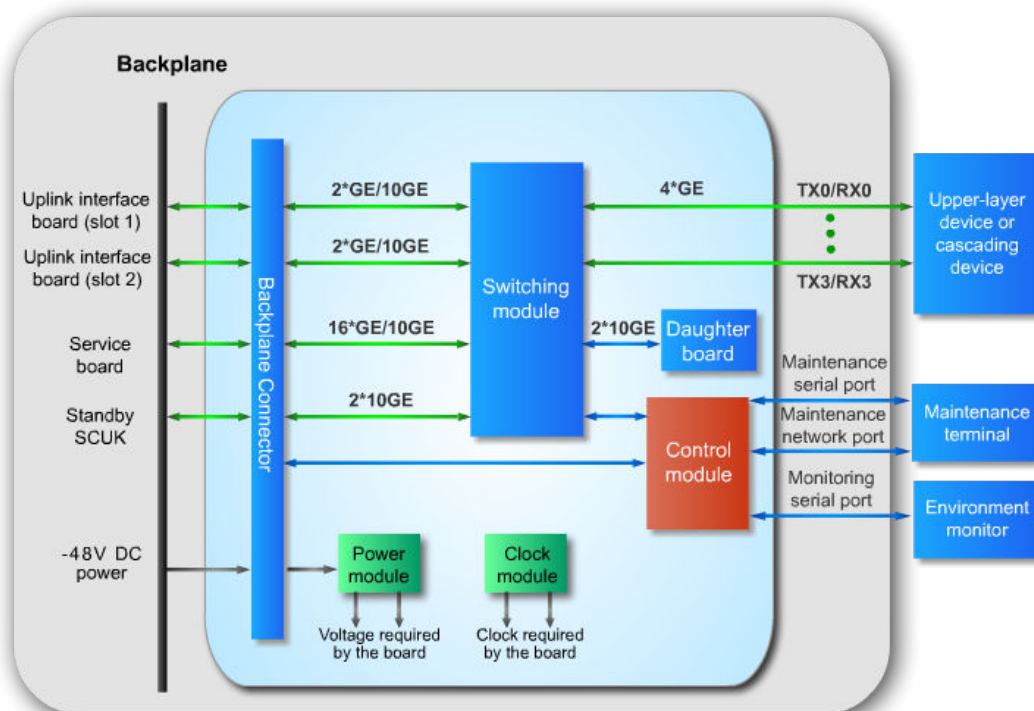 Backplane
Uplink interface
board (slot 1)
2*GE/10GE
4*GE
TX0/RX0
Upper-layer
device or
cascading
device
Uplink interface
board (slot 2)
2*GE/10GE
TX3/RX3
Backplane Connector
Switching
module
Service
board
16*GE/10GE
2*10GE
Daughter
board
Standby
SCUK
2*10GE
Control
module
Maintenance
serial port
Maintenance
network port
Maintenance
terminal
Monitoring
serial port
Environment
monitor
-48V DC
power
Power
module
Clock
module
Voltage required
by the board
Clock required
by the board